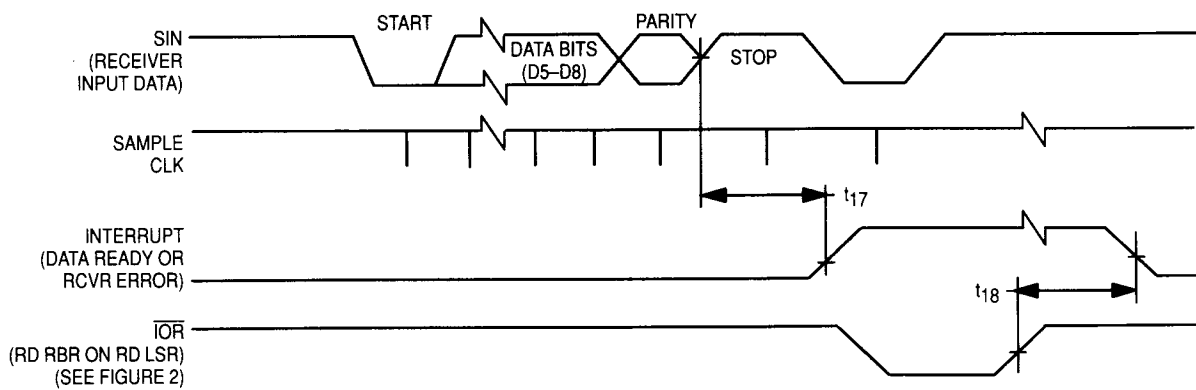 SIN
(RECEIVER
INPUT DATA)
START
DATA BITS
(D5–D8)
PARITY
STOP
SAMPLE
CLK
t17
INTERRUPT
(DATA READY OR
RCVR ERROR)
t18
IOR
(RD RBR ON RD LSR)
(SEE FIGURE 2)